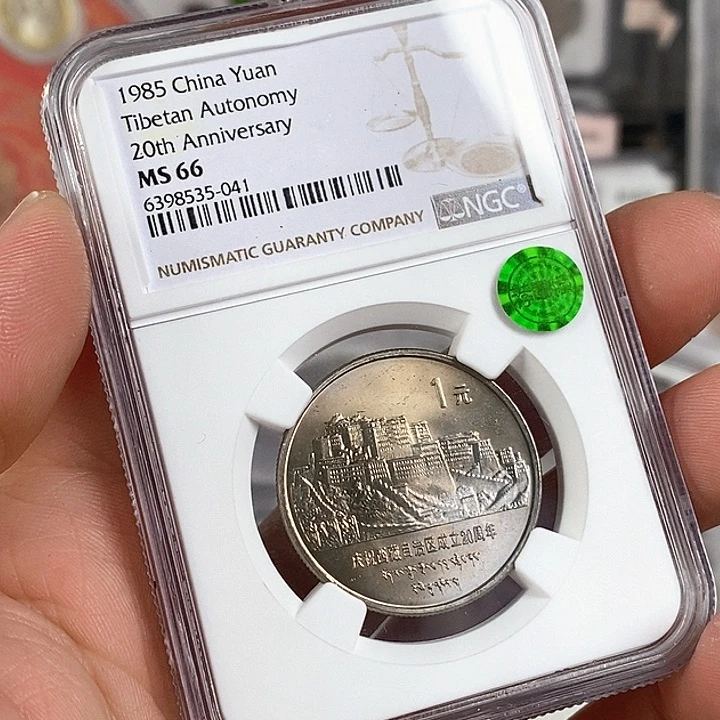 1985 China Yuan
Tibetan Autonomy
20th Anniversary
MS 66
6398535-041
NGC®
NUMISMATIC GUARANTY COMPANY
1元
庆祝西藏自治区成立20周年